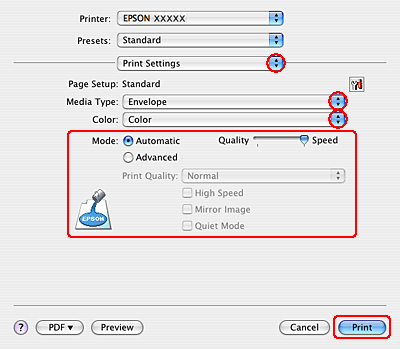 Printer: EPSON XXXXX
Presets: Standard
Print Settings
Page Setup: Standard
Media Type: Envelope
Color: Color
Mode: Automatic Quality Speed
Advanced
Print Quality: Normal
High Speed
Mirror Image
Quiet Mode
EPSON
? PDF ▼ Preview Cancel Print